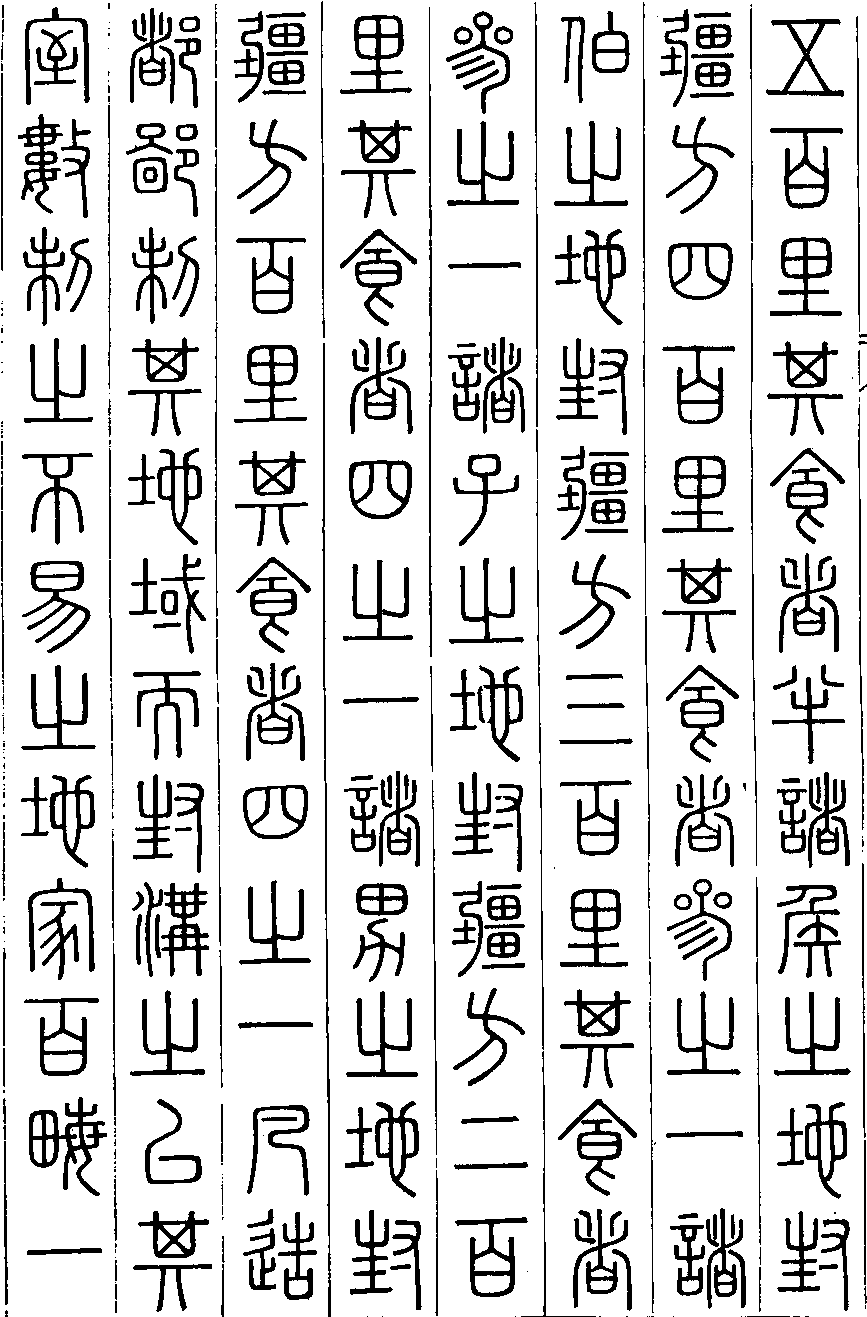 五百里其食者半諸侯之地封
疆方四百里其食者參之一諸
伯之地封疆方三百里其食者
參之一諸子之地封疆方二百
里其食者四之一諸男之地封
疆方百里其食者四之一凡造
都鄙制其地域而封溝之以其
室數制之不易之地家百畮一